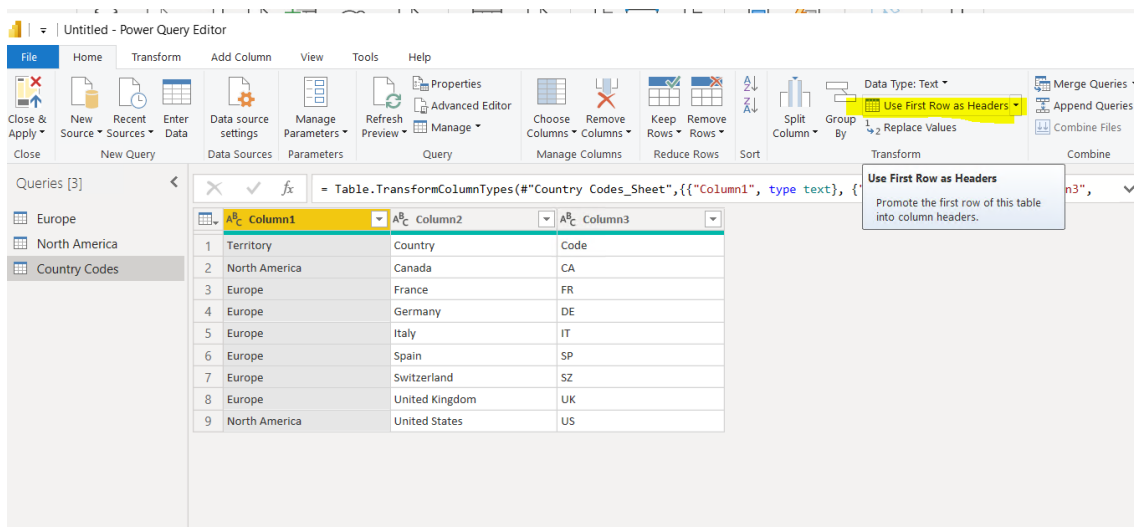 Untitled - Power Query Editor
File Home Transform Add Column View Tools Help
Close & Apply
New Source
Recent Sources
Enter Data
Data source settings
Manage Parameters
Refresh Preview
Properties
Advanced Editor
Manage
Choose Columns
Remove Columns
Keep Rows
Remove Rows
Split Column
Group By
Data Type: Text
Use First Row as Headers
Replace Values
Merge Queries
Append Queries
Combine Files
Close New Query Data Sources Parameters Query Manage Columns Reduce Rows Sort Transform Combine
Queries [3]
Europe
North America
Country Codes
= Table.TransformColumnTypes(#"Country Codes_Sheet",{{"Column1", type text}, {" n3",
Use First Row as Headers
Promote the first row of this table
into column headers.
ABC Column1 ABC Column2 ABC Column3
1 Territory Country Code
2 North America Canada CA
3 Europe France FR
4 Europe Germany DE
5 Europe Italy IT
6 Europe Spain SP
7 Europe Switzerland SZ
8 Europe United Kingdom UK
9 North America United States US